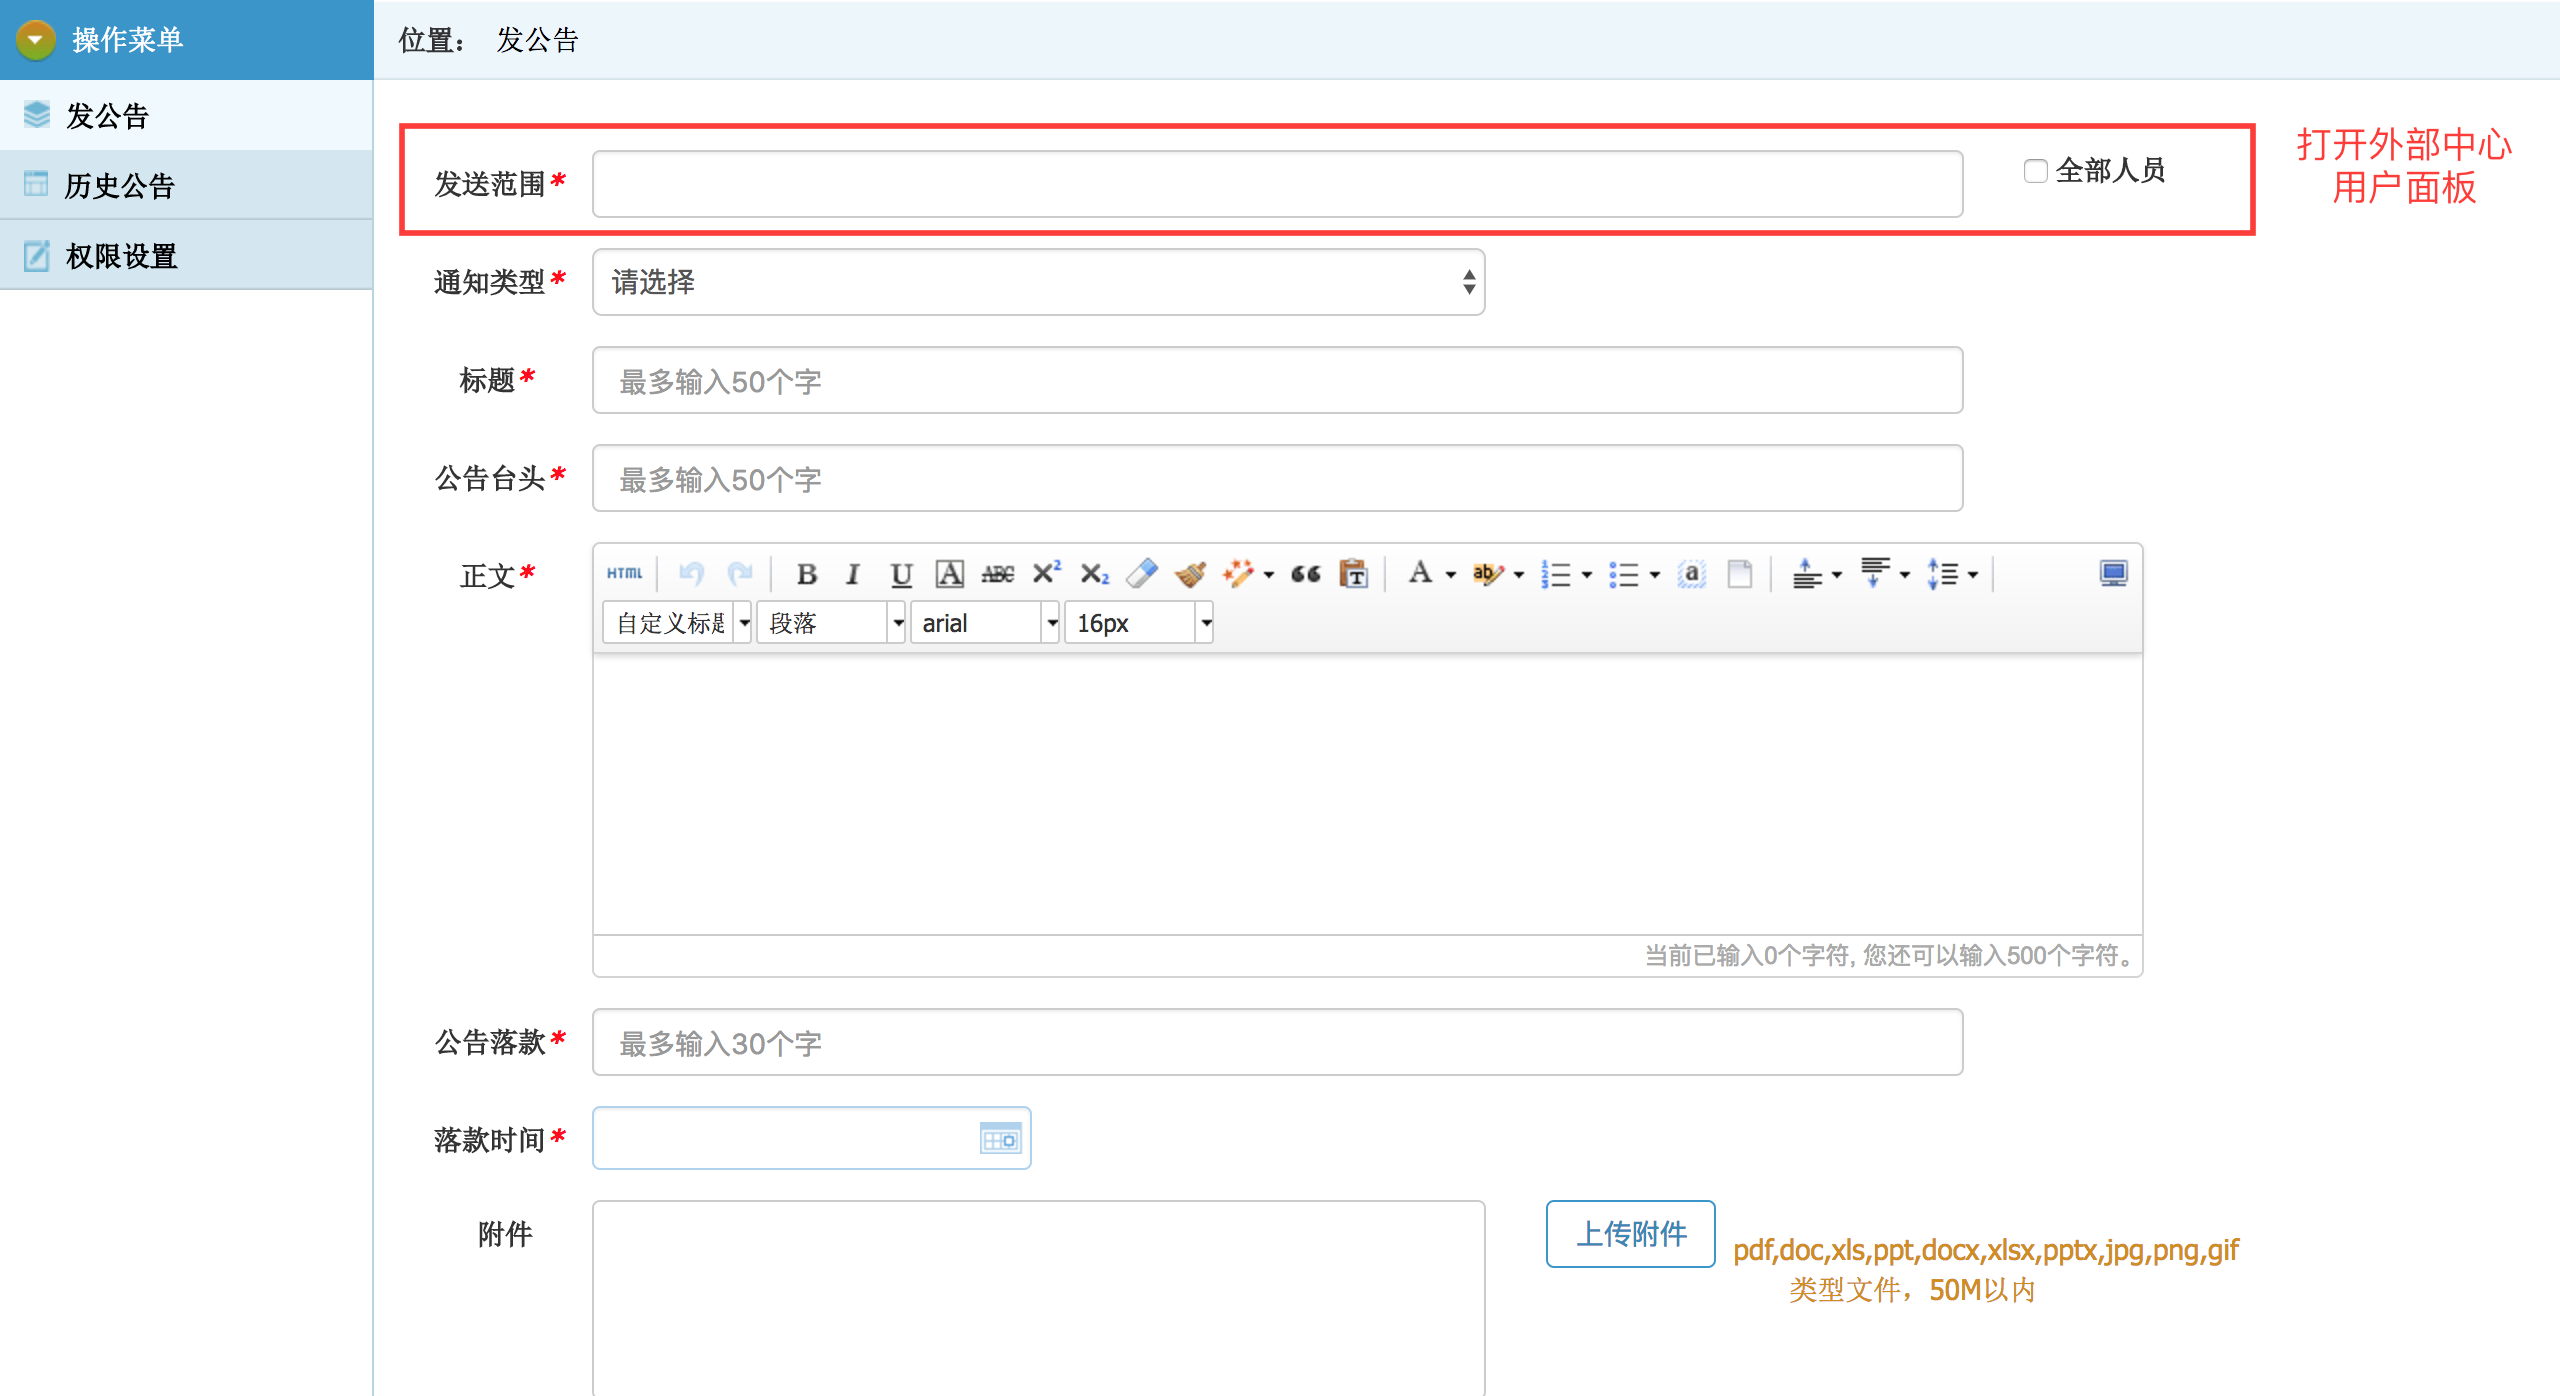 操作菜单
发公告
历史公告
权限设置
位置： 发公告
发送范围* 全部人员
打开外部中心
用户面板
通知类型* 请选择
标题* 最多输入50个字
公告台头* 最多输入50个字
正文*
HTML B I U A ABC X² X₂ T A ab a
自定义标题 段落 arial 16px
当前已输入0个字符, 您还可以输入500个字符。
公告落款* 最多输入30个字
落款时间*
附件 上传附件
pdf,doc,xls,ppt,docx,xlsx,pptx,jpg,png,gif
类型文件，50M以内